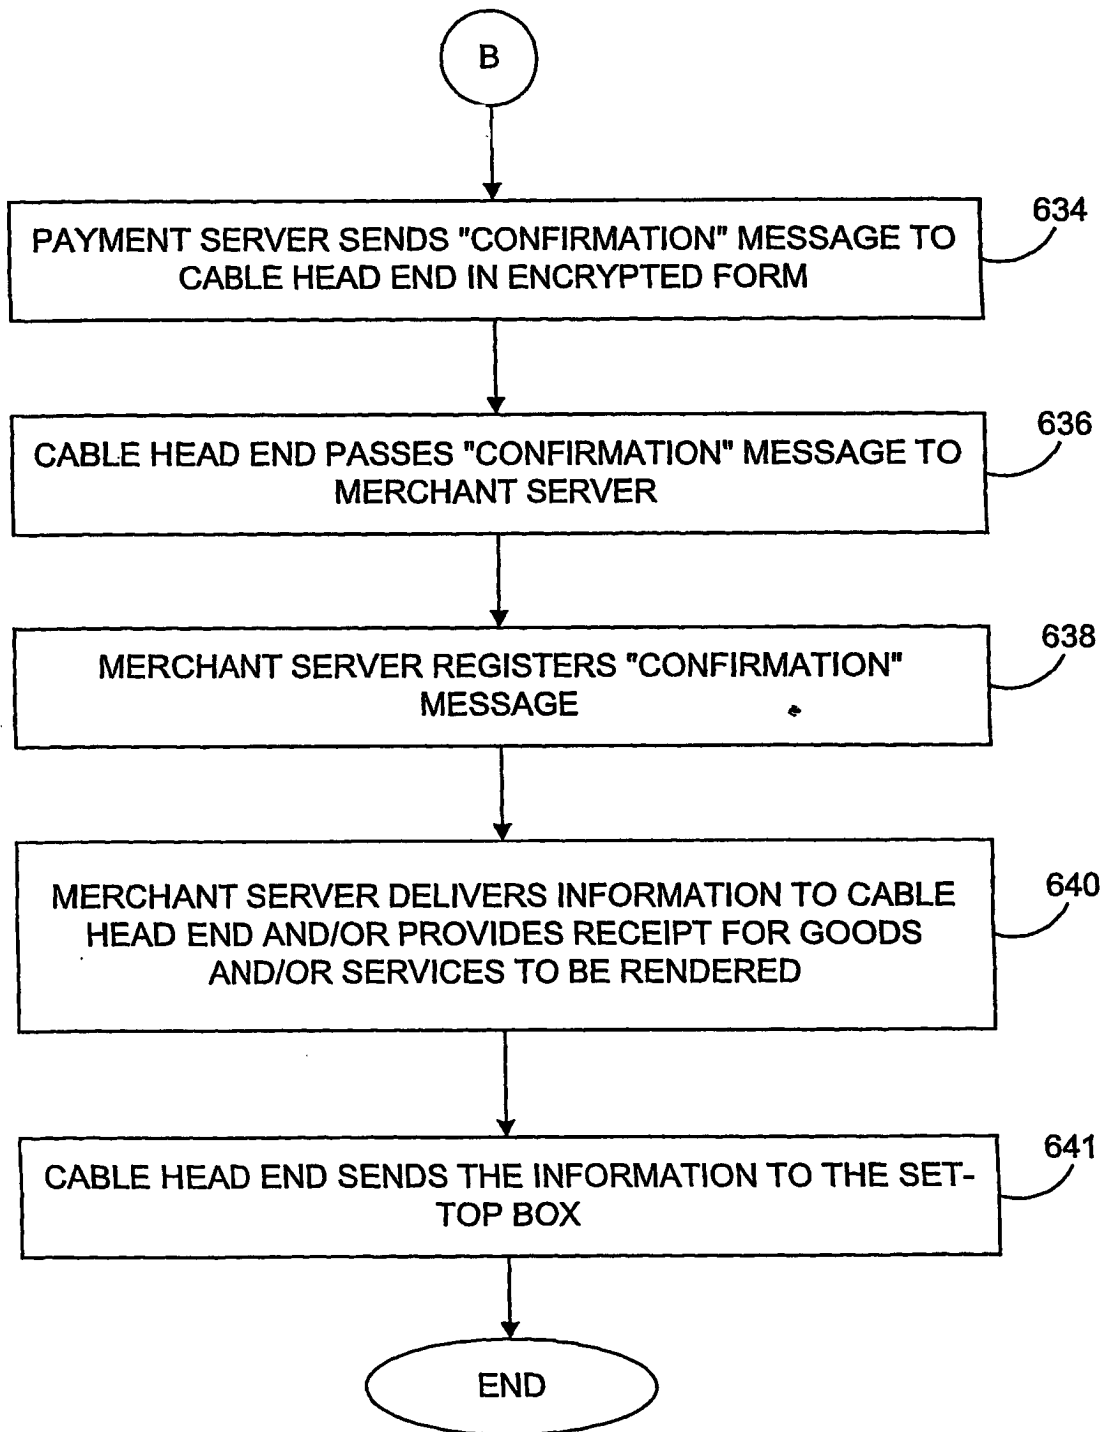 B
PAYMENT SERVER SENDS "CONFIRMATION" MESSAGE TO
CABLE HEAD END IN ENCRYPTED FORM
634
CABLE HEAD END PASSES "CONFIRMATION" MESSAGE TO
MERCHANT SERVER
636
MERCHANT SERVER REGISTERS "CONFIRMATION"
MESSAGE
638
MERCHANT SERVER DELIVERS INFORMATION TO CABLE
HEAD END AND/OR PROVIDES RECEIPT FOR GOODS
AND/OR SERVICES TO BE RENDERED
640
CABLE HEAD END SENDS THE INFORMATION TO THE SET-
TOP BOX
641
END